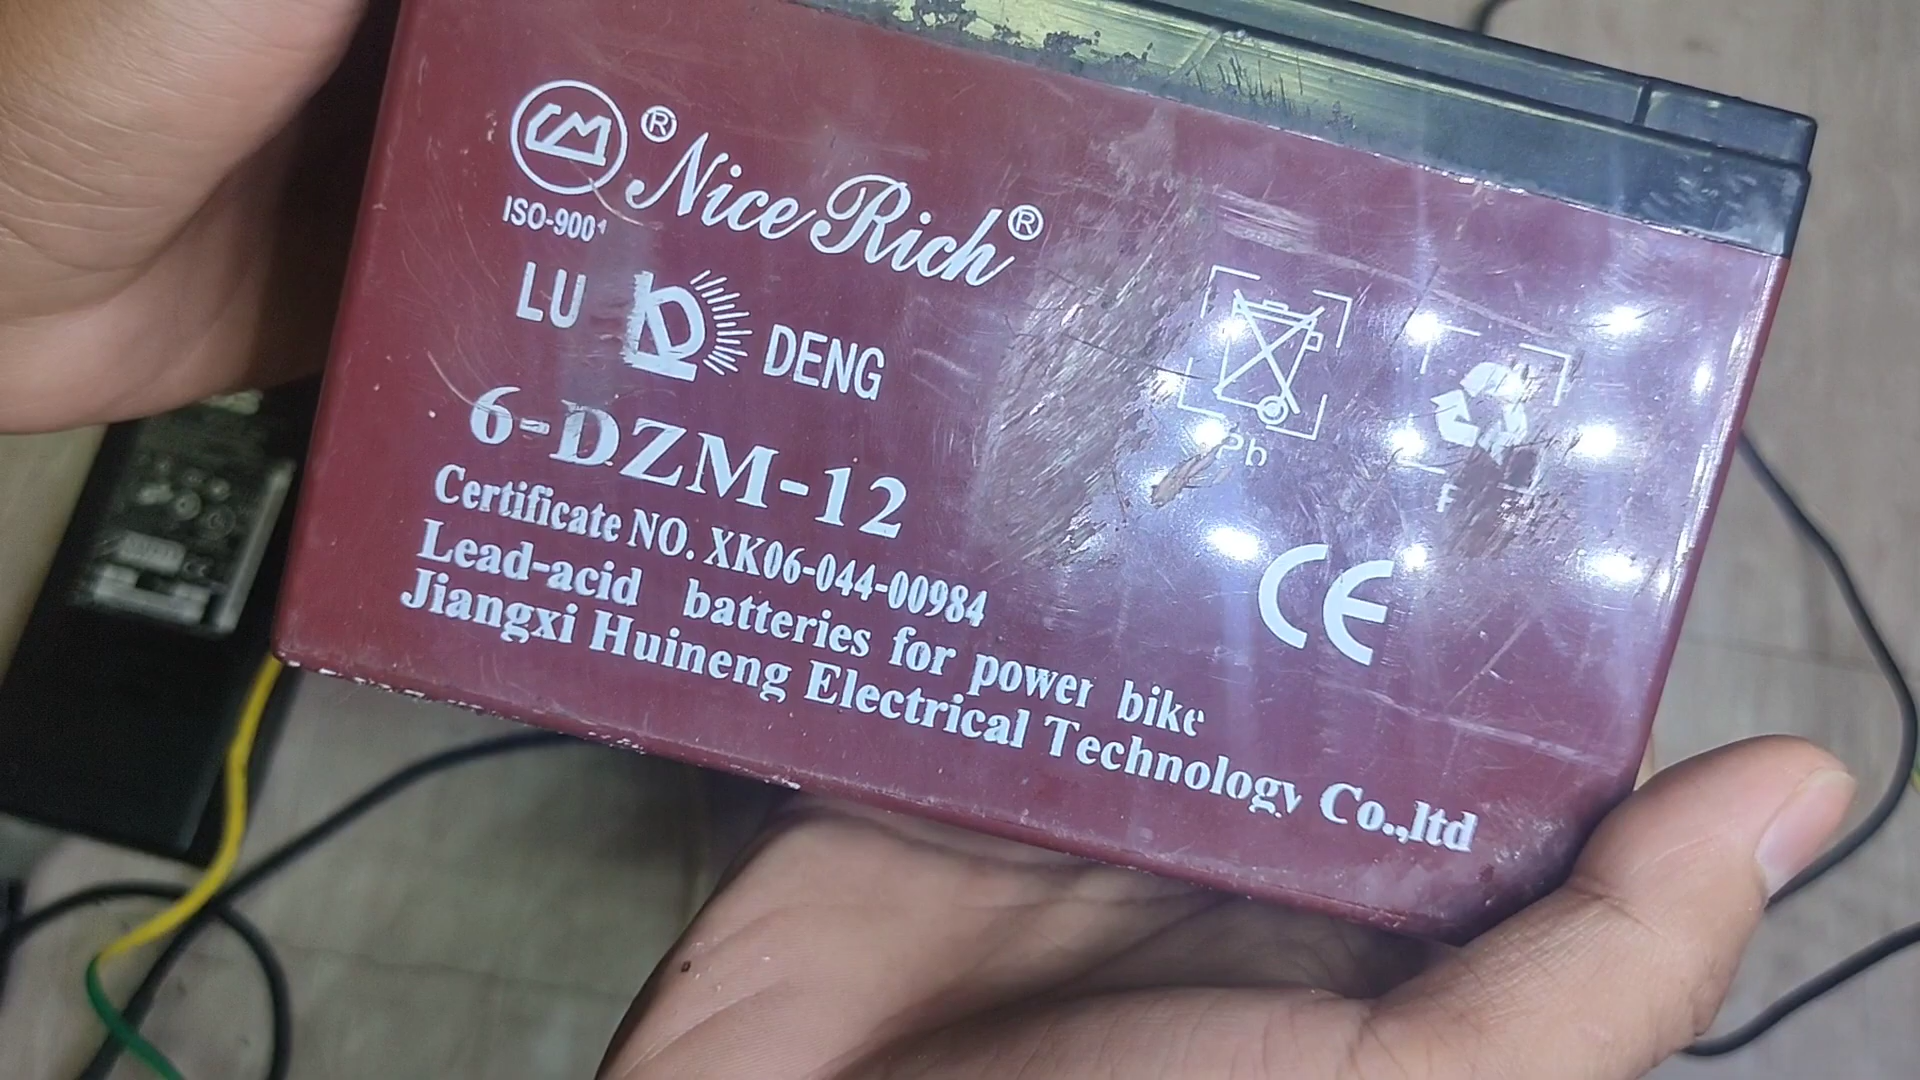 ® Nice Rich®
ISO-9001
LU DENG
6-DZM-12
Certificate NO. XK06-044-00984
Lead-acid batteries for power bike
Jiangxi Huineng Electrical Technology Co.,ltd
Pb
CE